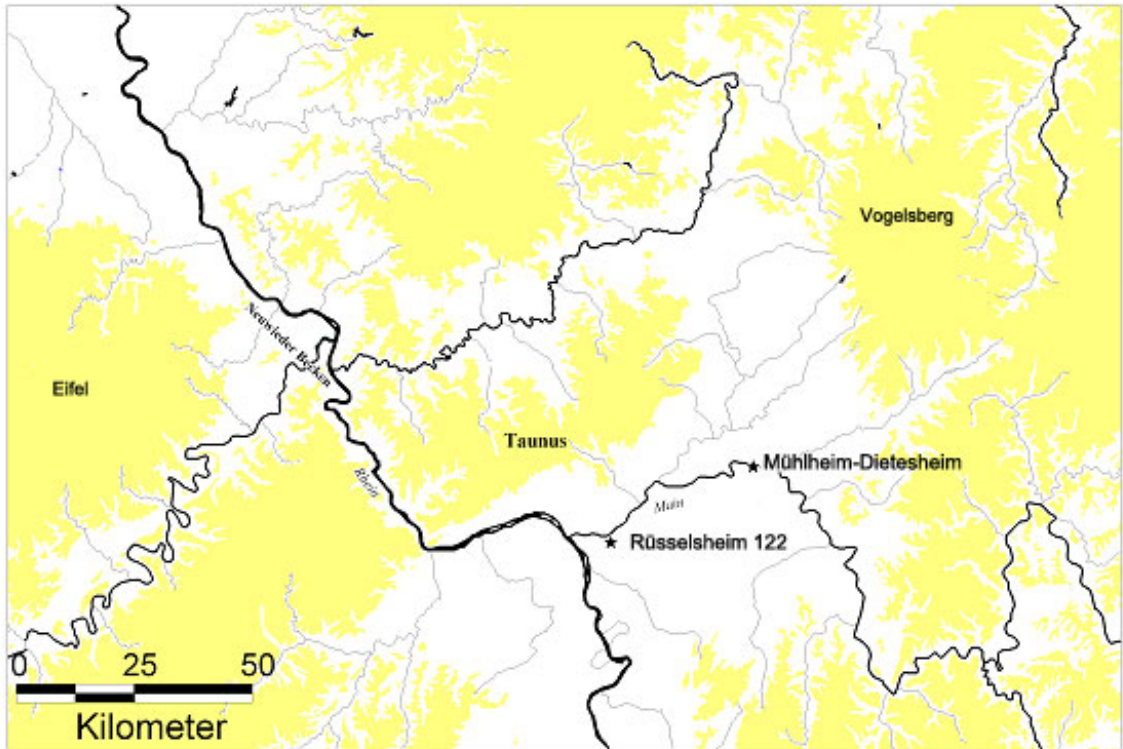 Vogelsberg
Neuwieder Becken
Eifel
Taunus
Mühlheim-Dietesheim
Rhein
Main
Rüsselsheim 122
0 25 50
Kilometer